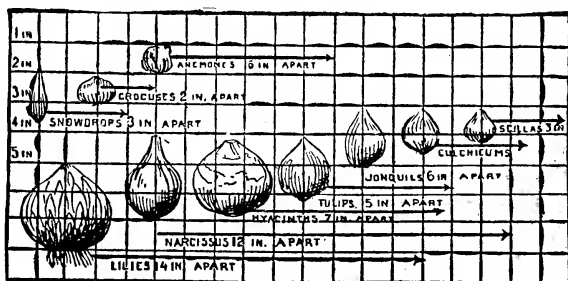 1 IN
2 IN
ANEMONES 6 IN APART
3 IN
CROCUSES 2 IN. APART
4 IN
SNOWDROPS 3 IN APART
SCILLAS 3 IN
COLCHICUMS
5 IN
JONQUILS 6 IN APART
TULIPS. 5 IN APART
HYACINTHS 7 IN. APART
NARCISSUS 12 IN. APART
LILIES 14 IN. APART